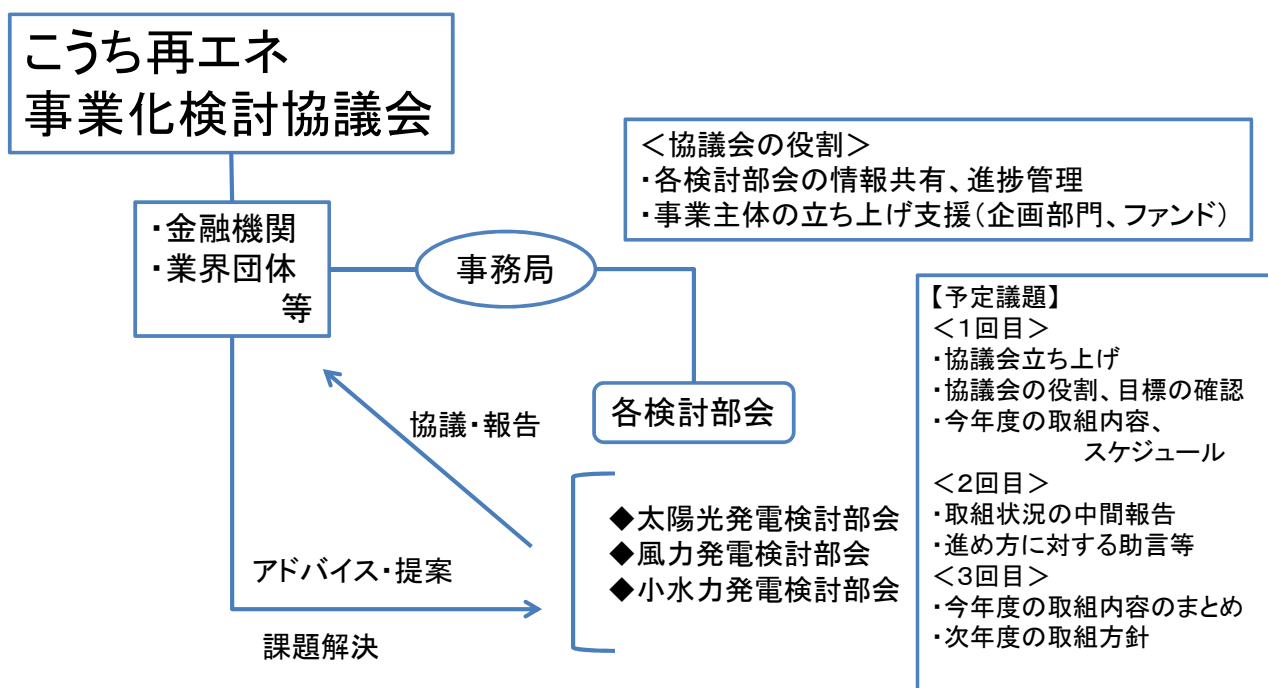 こうち再エネ
事業化検討協議会
＜協議会の役割＞
・各検討部会の情報共有、進捗管理
・事業主体の立ち上げ支援（企画部門、ファンド）
・金融機関
・業界団体
等
事務局
各検討部会
協議・報告
アドバイス・提案
課題解決
◆太陽光発電検討部会
◆風力発電検討部会
◆小水力発電検討部会
【予定議題】
＜１回目＞
・協議会立ち上げ
・協議会の役割、目標の確認
・今年度の取組内容、
スケジュール
＜２回目＞
・取組状況の中間報告
・進め方に対する助言等
＜３回目＞
・今年度の取組内容のまとめ
・次年度の取組方針